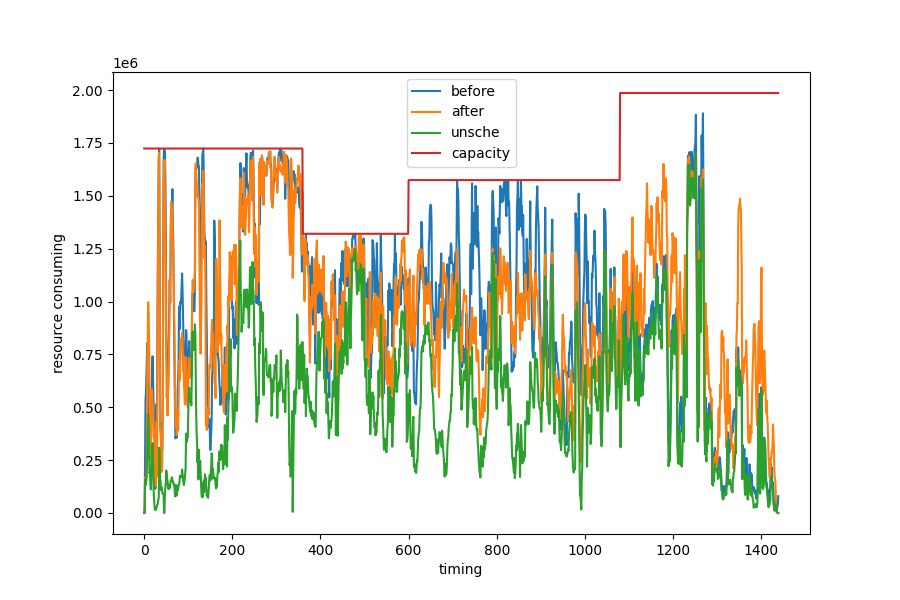 1e6
2.00
1.75
1.50
1.25
1.00
0.75
0.50
0.25
0.00
resource consuming
before
after
unsche
capacity
0 200 400 600 800 1000 1200 1400
timing